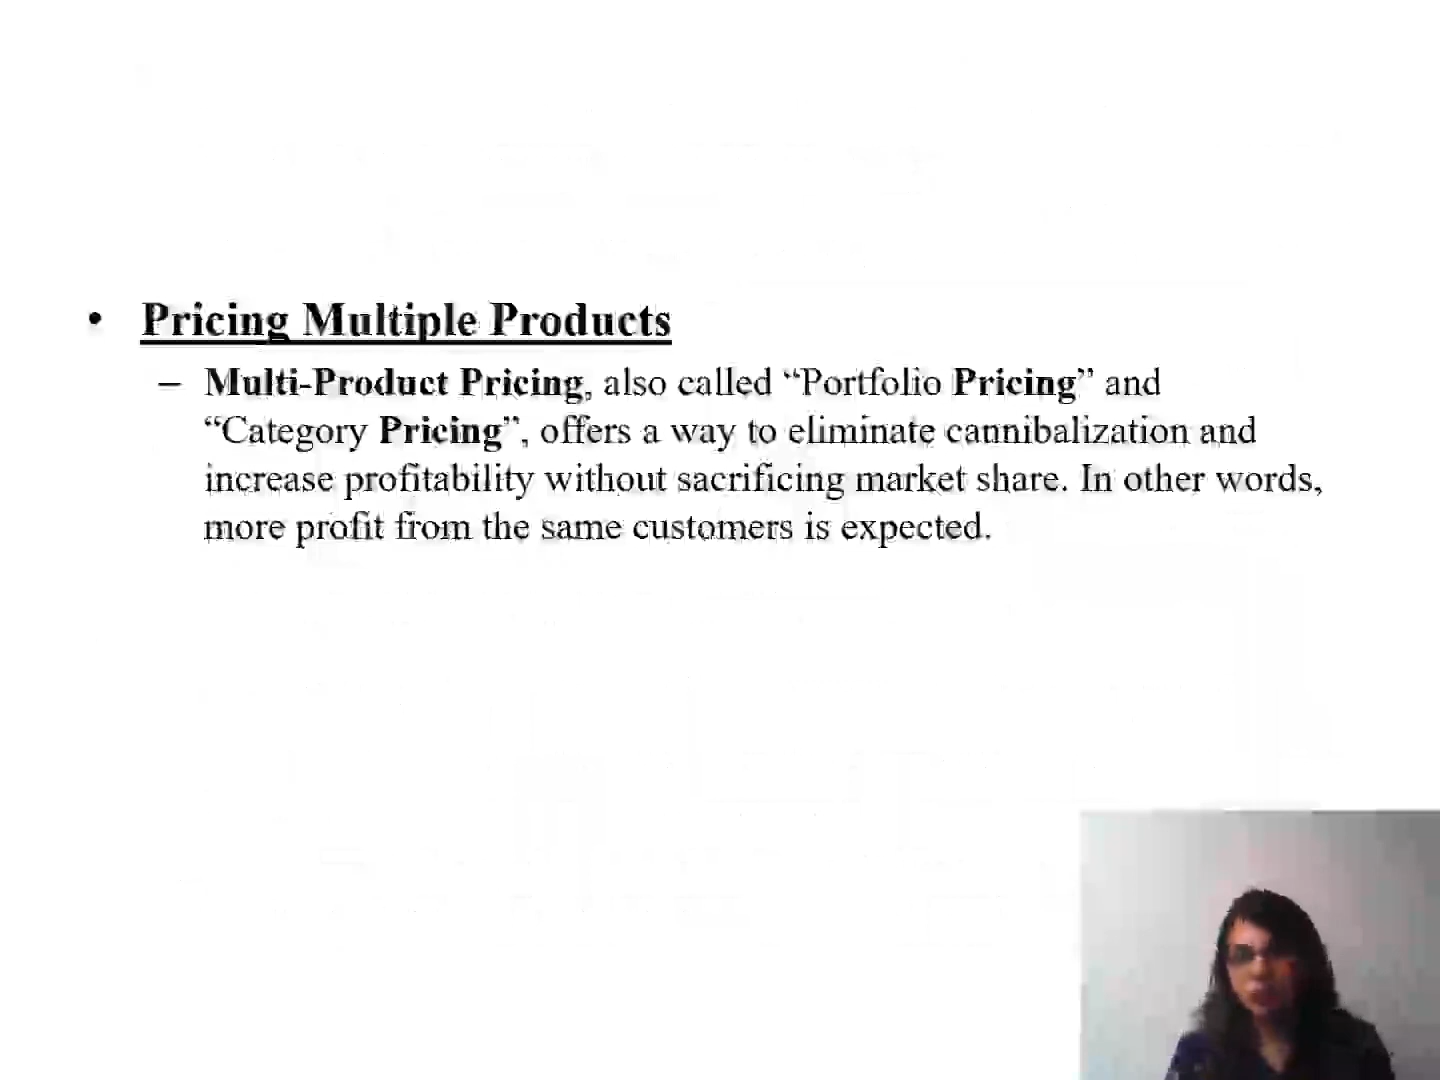 • Pricing Multiple Products
– Multi-Product Pricing, also called “Portfolio Pricing” and
“Category Pricing”, offers a way to eliminate cannibalization and
increase profitability without sacrificing market share. In other words,
more profit from the same customers is expected.